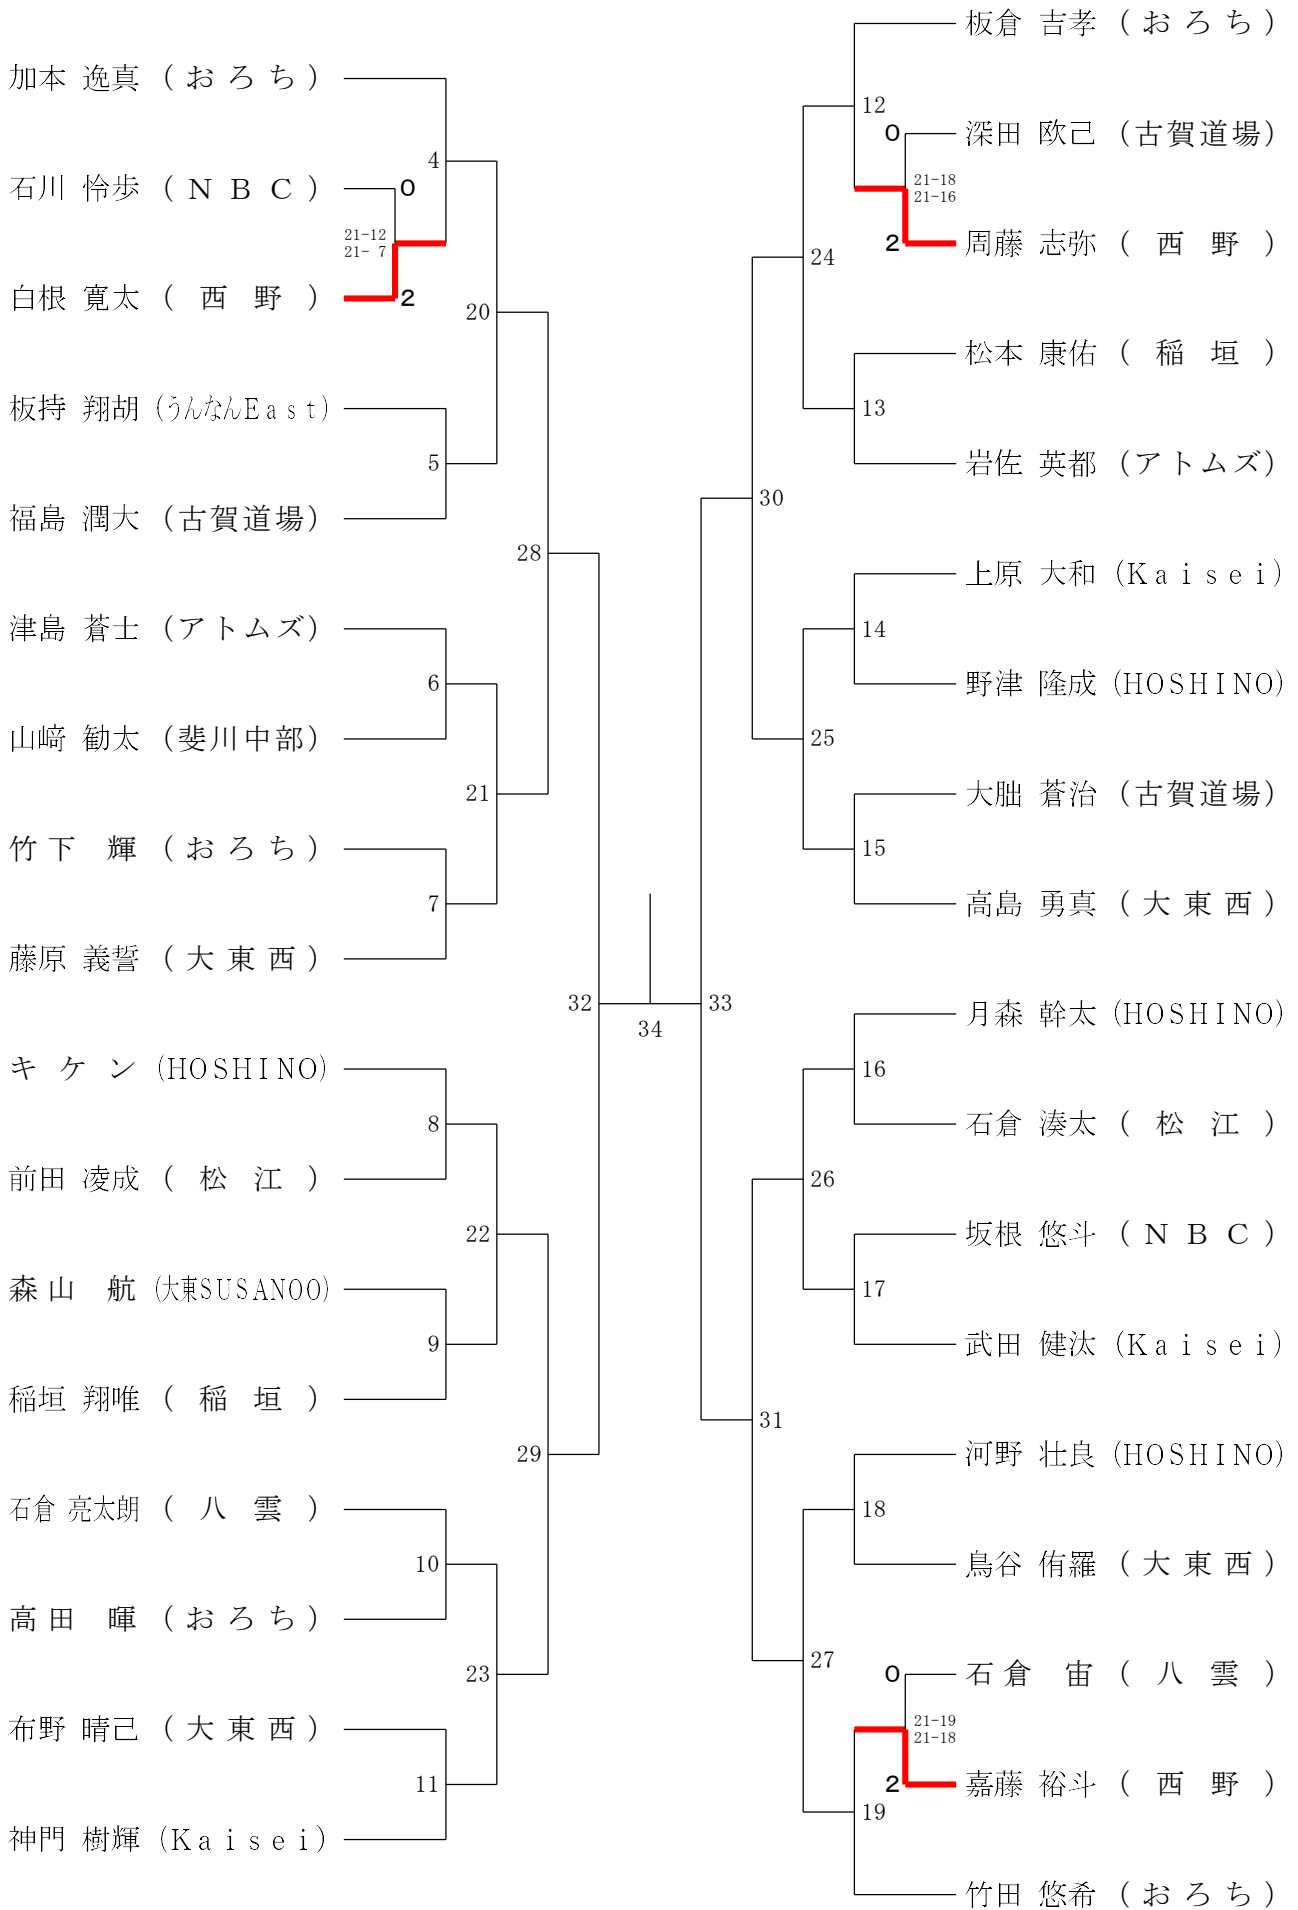 加本 逸真 (おろち)
4
石川 怜歩 (ＮＢＣ)
0
21-12
21- 7
白根 寛太 (西野)
2
20
板持 翔胡 (うんなんEast)
5
福島 潤大 (古賀道場)
28
津島 蒼士 (アトムズ)
6
山﨑 勧太 (斐川中部)
21
竹下 輝 (おろち)
7
藤原 義誓 (大東西)
32
34
33
キケン (HOSHINO)
8
前田 凌成 (松江)
22
森山 航 (大東SUSANOO)
9
稲垣 翔唯 (稲垣)
29
石倉 亮太朗 (八雲)
10
高田 暉 (おろち)
23
布野 晴己 (大東西)
11
神門 樹輝 (Kaisei)
板倉 吉孝 (おろち)
12
0
深田 欧己 (古賀道場)
21-18
21-16
2
周藤 志弥 (西野)
24
松本 康佑 (稲垣)
13
岩佐 英都 (アトムズ)
30
上原 大和 (Kaisei)
14
野津 隆成 (HOSHINO)
25
大朏 蒼治 (古賀道場)
15
高島 勇真 (大東西)
月森 幹太 (HOSHINO)
16
石倉 湊太 (松江)
26
坂根 悠斗 (ＮＢＣ)
17
武田 健汰 (Kaisei)
31
河野 壮良 (HOSHINO)
18
鳥谷 侑羅 (大東西)
27
0
石倉 宙 (八雲)
21-19
21-18
2
嘉藤 裕斗 (西野)
19
竹田 悠希 (おろち)